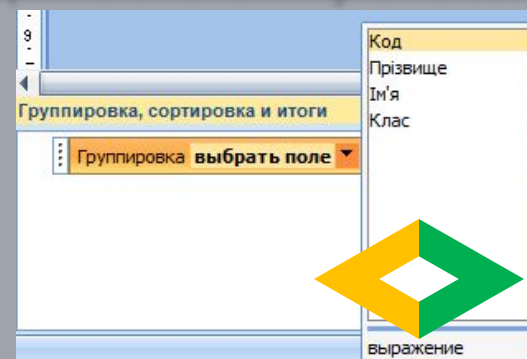 9
Группировка, сортировка и итоги
Группировка выбрать поле
Код
Прізвище
Ім'я
Клас
выражение